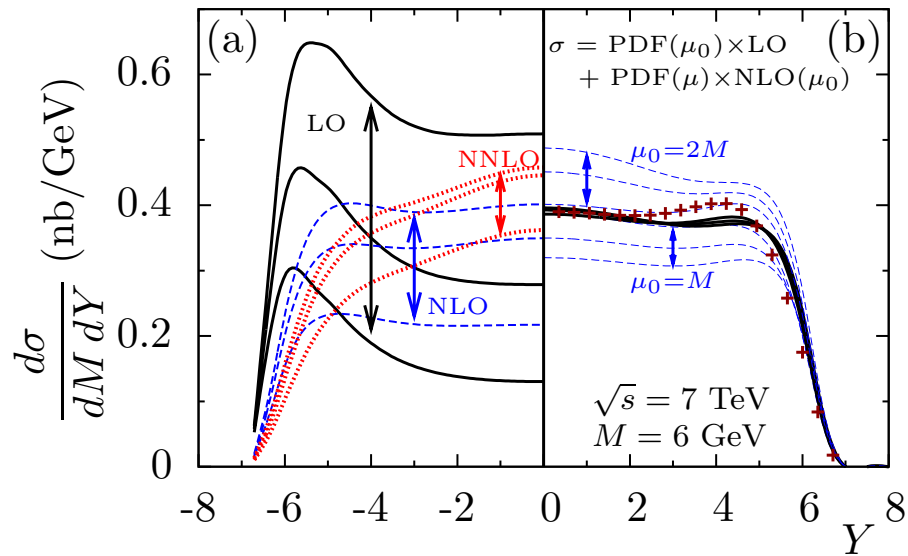 (a)
(b)
σ = PDF(μ₀)×LO
+ PDF(μ)×NLO(μ₀)
μ₀=2M
μ₀=M
LO
NNLO
NLO
√s = 7 TeV
M = 6 GeV
dσ/dM dY (nb/GeV)
0.6
0.4
0.2
0
-8 -6 -4 -2 0 2 4 6 8
Y